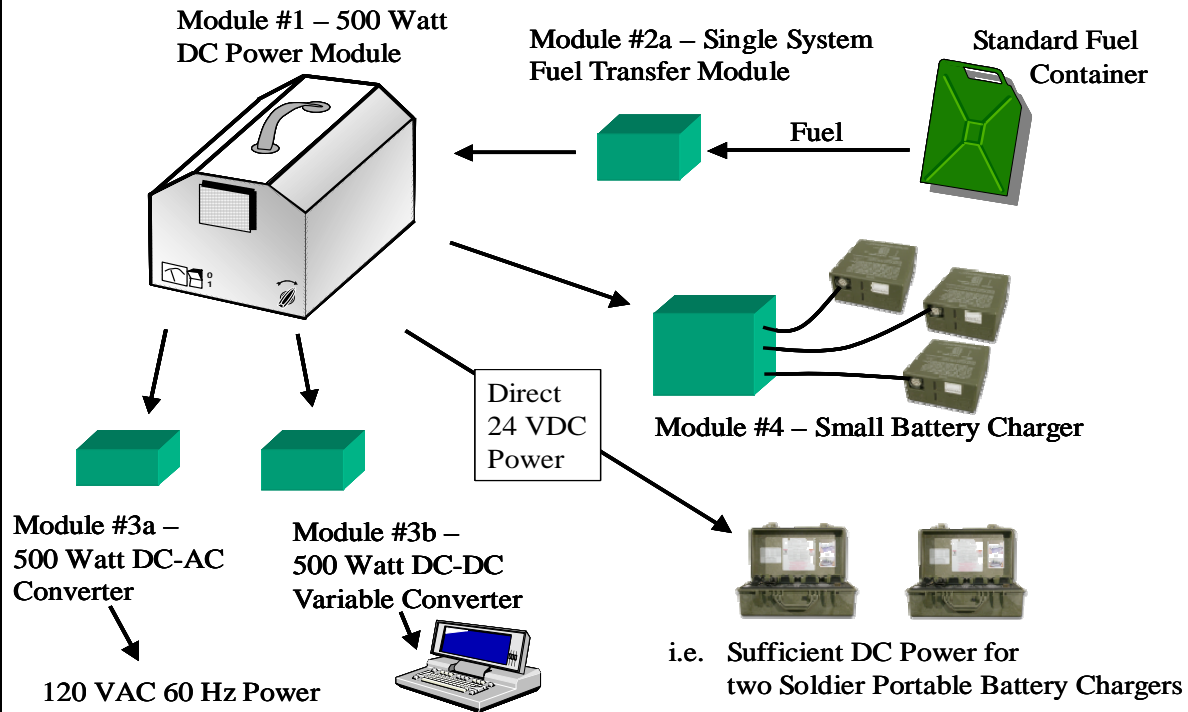 Module #1 – 500 Watt
DC Power Module
Module #2a – Single System
Fuel Transfer Module
Standard Fuel
Container
Fuel
0
1
Direct
24 VDC
Power
Module #4 – Small Battery Charger
Module #3a –
500 Watt DC-AC
Converter
Module #3b –
500 Watt DC-DC
Variable Converter
120 VAC 60 Hz Power
i.e. Sufficient DC Power for
two Soldier Portable Battery Chargers